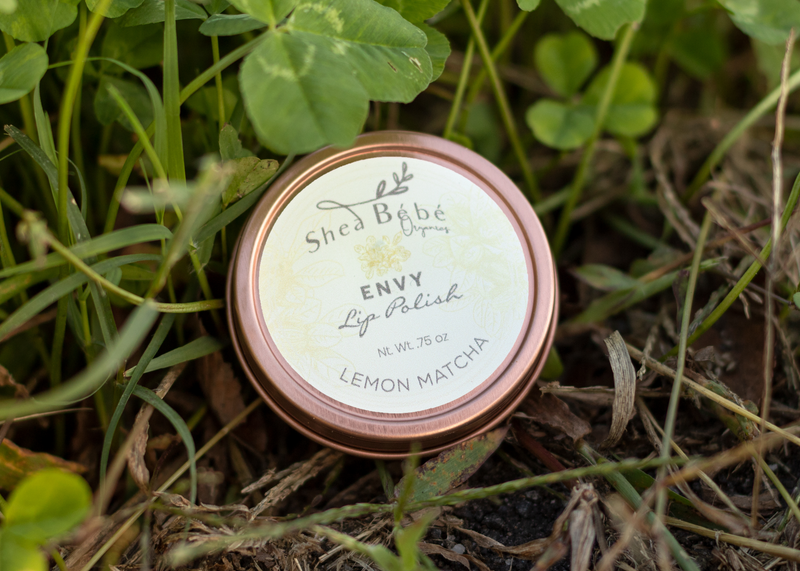 Shea Bébé
Organics
ENVY
Lip Polish
Nt. Wt. .75 oz
LEMON MATCHA